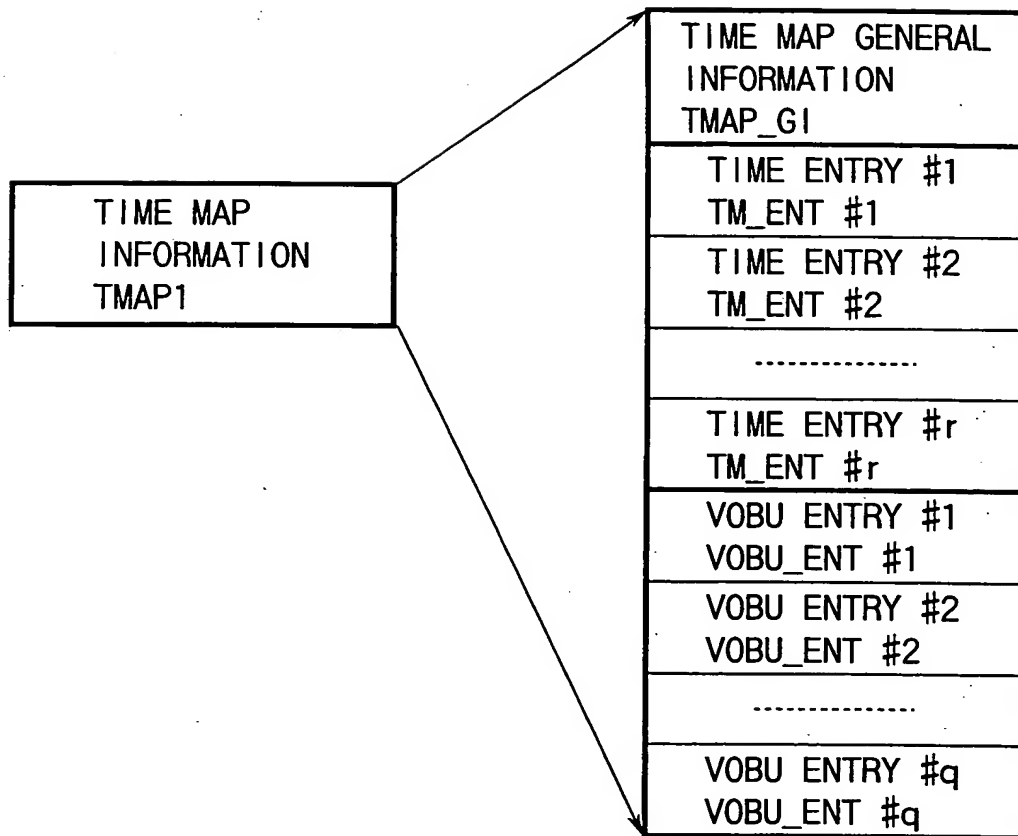 TIME MAP
INFORMATION
TMAP1
TIME MAP GENERAL
INFORMATION
TMAP_GI
TIME ENTRY #1
TM_ENT #1
TIME ENTRY #2
TM_ENT #2
TIME ENTRY #r
TM_ENT #r
VOBU ENTRY #1
VOBU_ENT #1
VOBU ENTRY #2
VOBU_ENT #2
VOBU ENTRY #q
VOBU_ENT #q